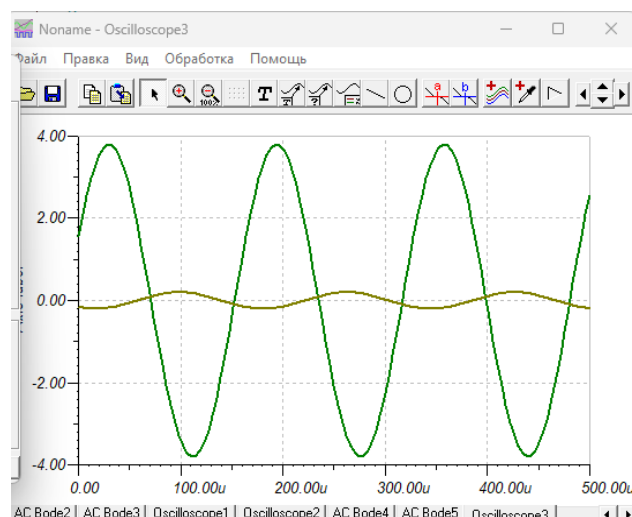 Noname - Oscilloscope3
Файл Правка Вид Обработка Помощь
100% T T ? =z a b
4.00
2.00
0.00
-2.00
-4.00
0.00 100.00u 200.00u 300.00u 400.00u 500.00u
AC Bode2 AC Bode3 Oscilloscope1 Oscilloscope2 AC Bode4 AC Bode5 Oscilloscope3